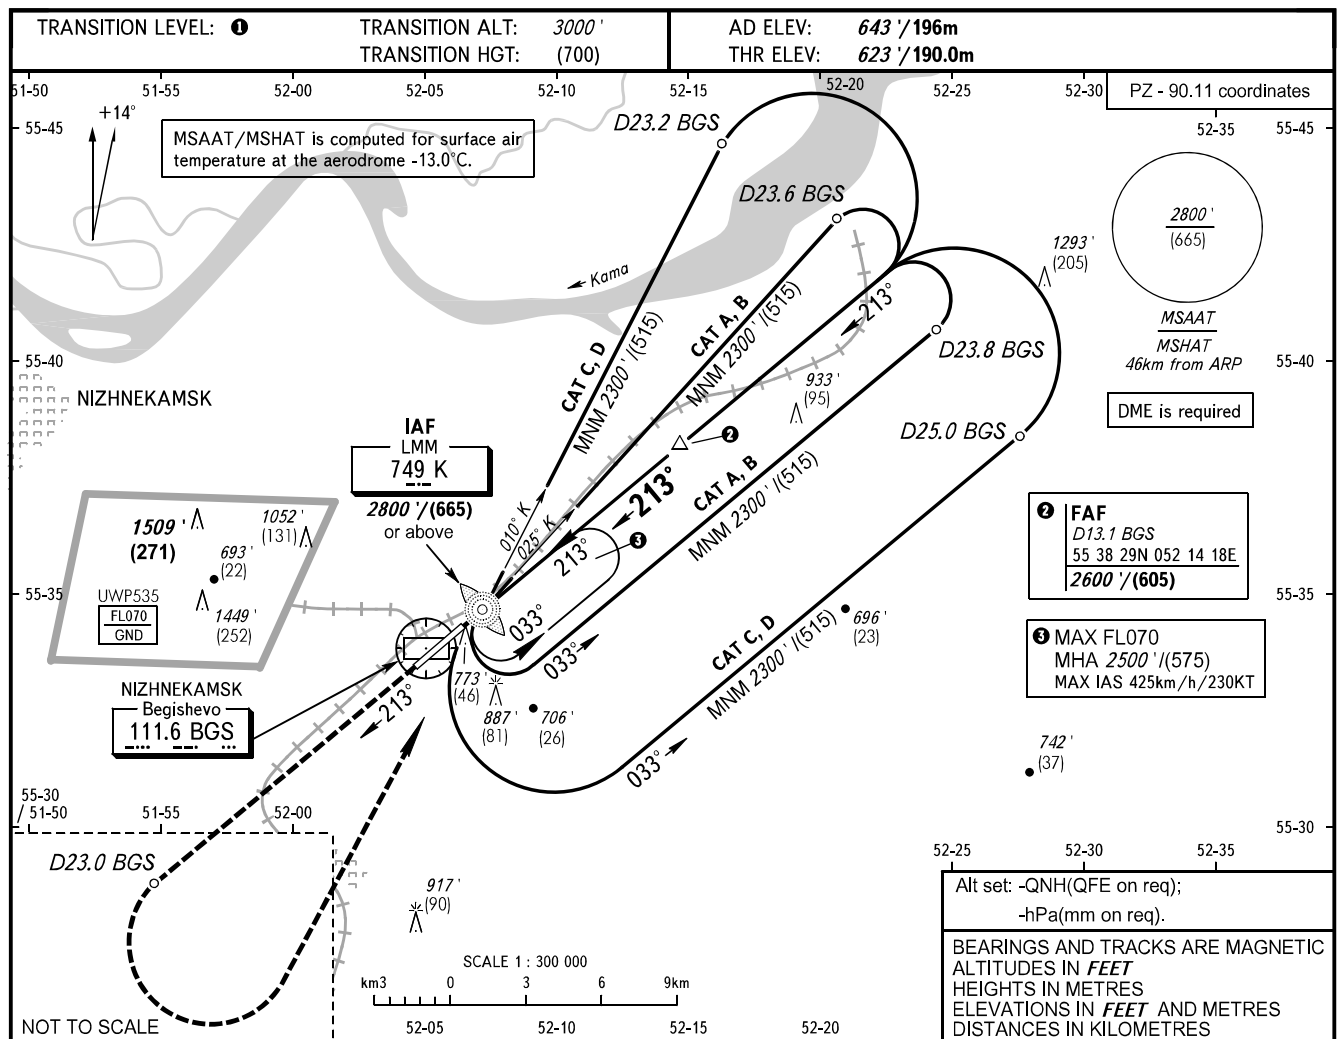 TRANSITION LEVEL: ❶
TRANSITION ALT: 3000 '
TRANSITION HGT: (700)
AD ELEV: 643 '/196m
THR ELEV: 623 '/190.0m
51-50 51-55 52-00 52-05 52-10 52-15 52-20 52-25 52-30
PZ - 90.11 coordinates
52-35
55-45
55-45
+14°
MSAAT/MSHAT is computed for surface air
temperature at the aerodrome -13.0°C.
D23.2 BGS
D23.6 BGS
2800 '
(665)
MSAAT
MSHAT
46km from ARP
DME is required
1293 '
(205)
Kama
CAT C, D
MNM 2300 '/(515)
CAT A, B
MNM 2300 '/(515)
213°
D23.8 BGS
55-40
55-40
NIZHNEKAMSK
933 '
(95)
D25.0 BGS
IAF
LMM
749 K
2800 '/(665)
or above
❷
213°
CAT A, B
MNM 2300 '/(515)
010° K
025° K
213°
❸
❷ FAF
D13.1 BGS
55 38 29N 052 14 18E
2600 '/(605)
1509 '
(271)
1052 '
(131)
693 '
(22)
UWP535
FL070
GND
1449 '
(252)
55-35
55-35
033°
033°
CAT C, D
MNM 2300 '/(515)
696 '
(23)
❸ MAX FL070
MHA 2500 '/(575)
MAX IAS 425km/h/230KT
NIZHNEKAMSK
Begishevo
111.6 BGS
213°
773 '
(46)
887 '
(81)
706 '
(26)
033°
742 '
(37)
55-30
/ 51-50 51-55 52-00
55-30
52-25 52-30 52-35
D23.0 BGS
917 '
(90)
Alt set: -QNH(QFE on req);
-hPa(mm on req).
SCALE 1 : 300 000
km3 0 3 6 9km
BEARINGS AND TRACKS ARE MAGNETIC
ALTITUDES IN FEET
HEIGHTS IN METRES
ELEVATIONS IN FEET AND METRES
DISTANCES IN KILOMETRES
NOT TO SCALE
52-05 52-10 52-15 52-20